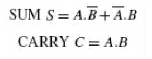 SUM S = A.B̅ + A̅.B
CARRY C = A.B